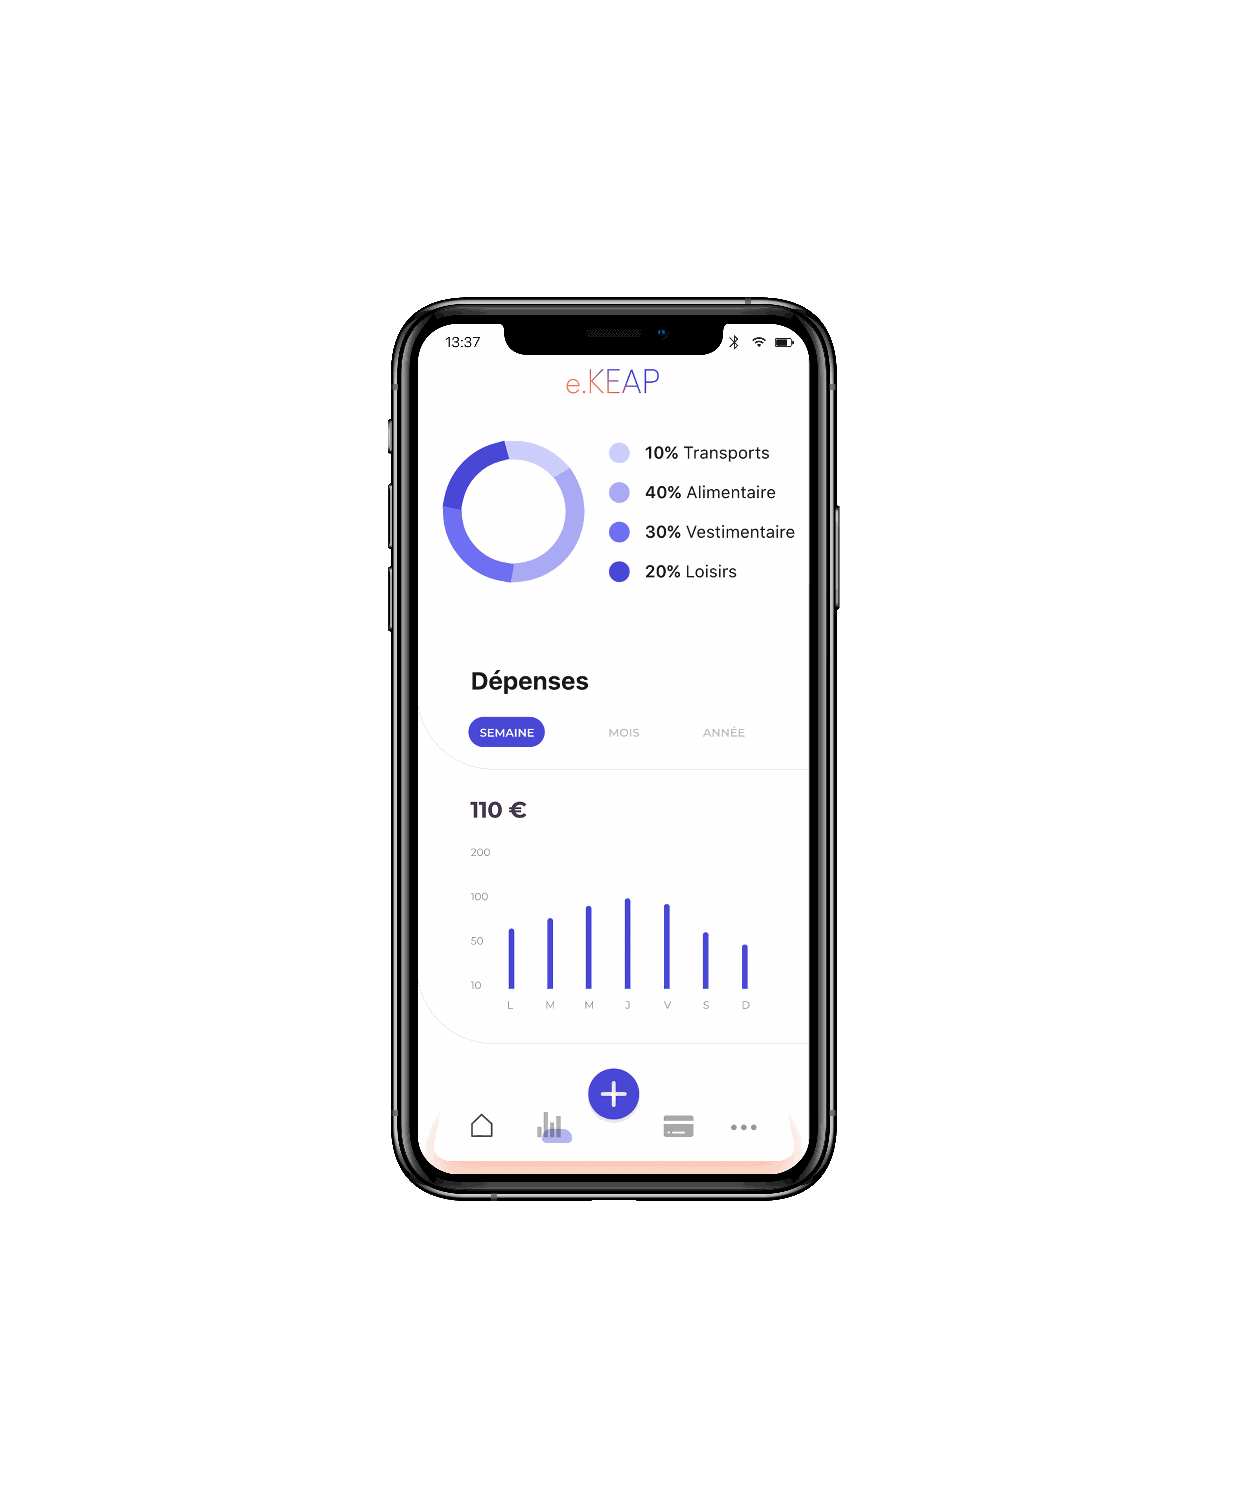 13:37
e.KEAP
10% Transports
40% Alimentaire
30% Vestimentaire
20% Loisirs
Dépenses
SEMAINE MOIS ANNÉE
110 €
200
100
50
10
L M M J V S D